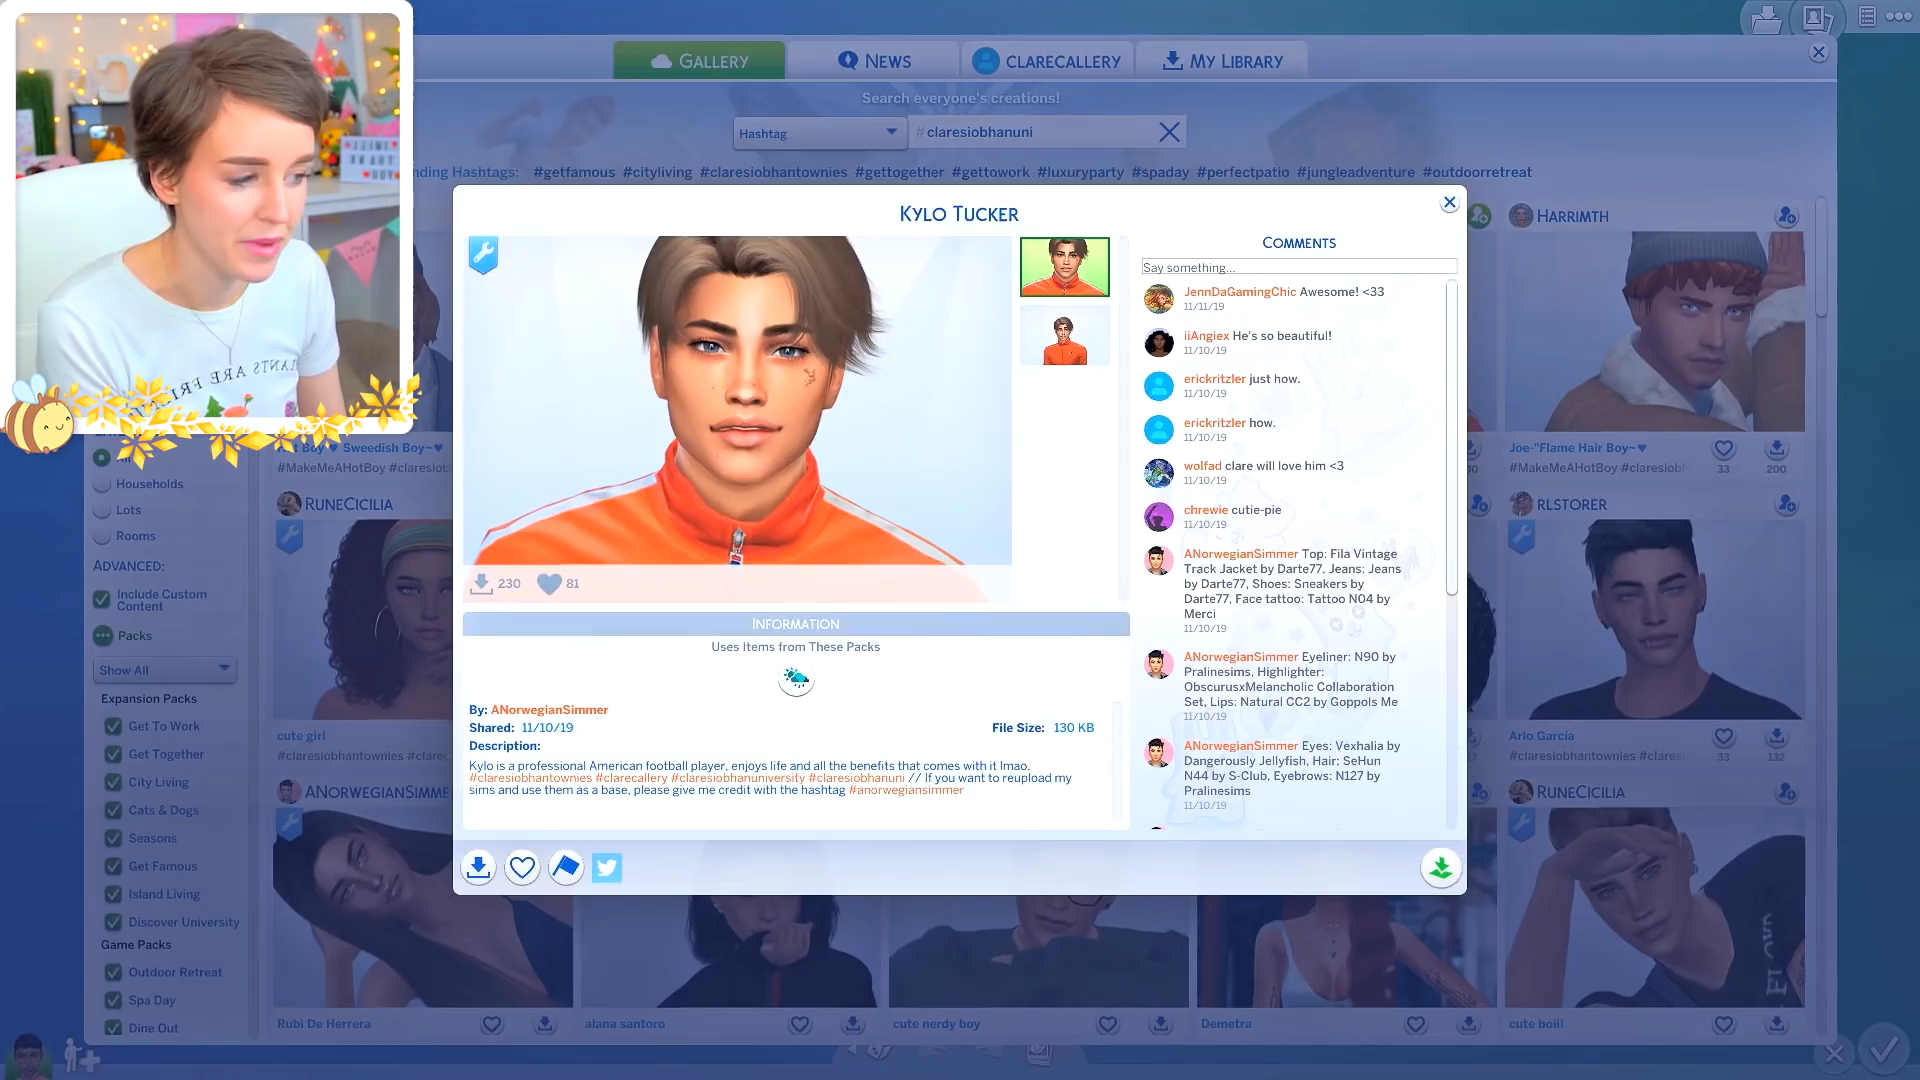 GALLERY
NEWS
CLARECALLERY
MY LIBRARY
Search everyone's creations!
Hashtag
# claresiobhanuni
nding Hashtags: #getfamous #cityliving #claresiobhantownies #gettogether #gettowork #luxuryparty #spaday #perfectpatio #jungleadventure #outdoorretreat
KYLO TUCKER
230
81
INFORMATION
Uses Items from These Packs
By: ANorwegianSimmer
Shared: 11/10/19
File Size: 130 KB
Description:
Kylo is a professional American football player, enjoys life and all the benefits that comes with it lmao.
#claresiobhantownies #clarecallery #claresiobhanuniversity #claresiobhanuni // If you want to reupload my
sims and use them as a base, please give me credit with the hashtag #anorwegiansimmer
COMMENTS
Say something...
JennDaGamingChic Awesome! <33
11/11/19
iiAngiex He's so beautiful!
11/10/19
erickritzler just how.
11/10/19
erickritzler how.
11/10/19
wolfad clare will love him <3
11/10/19
chrewie cutie-pie
11/10/19
ANorwegianSimmer Top: Fila Vintage
Track Jacket by Darte77, Jeans: Jeans
by Darte77, Shoes: Sneakers by
Darte77, Face tattoo: Tattoo N04 by
Merci
11/10/19
ANorwegianSimmer Eyeliner: N90 by
Pralinesims, Highlighter:
ObscurusxMelancholic Collaboration
Set, Lips: Natural CC2 by Goppols Me
11/10/19
ANorwegianSimmer Eyes: Vexhalia by
Dangerously Jellyfish, Hair: SeHun
N44 by S-Club, Eyebrows: N127 by
Pralinesims
11/10/19
Households
Lots
Rooms
ADVANCED:
Include Custom
Content
Packs
Show All
Expansion Packs
Get To Work
Get Together
City Living
Cats & Dogs
Seasons
Get Famous
Island Living
Discover University
Game Packs
Outdoor Retreat
Spa Day
Dine Out
Boy ♥ Sweedish Boy~♥
#MakeMeAHotBoy #claresiob
RUNECICILIA
cute girl
#claresiobhantownies #clare
ANORWEGIANSIMME
Rubi De Herrera
alana santoro
cute nerdy boy
Demetra
cute boiii
HARRIMTH
Joe-"Flame Hair Boy~♥
#MakeMeAHotBoy #claresiobl
33
200
RLSTORER
Arlo García
#claresiobhantownies #clares
33
132
RUNECICILIA